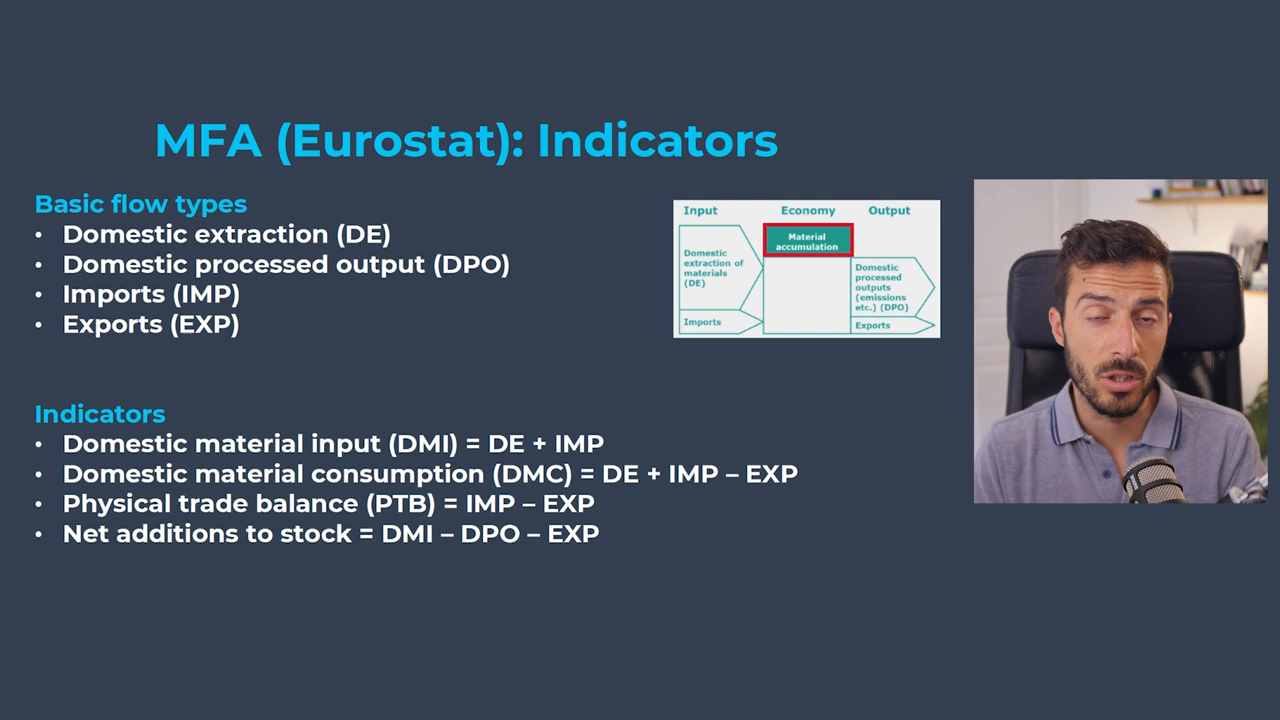 MFA (Eurostat): Indicators
Basic flow types
• Domestic extraction (DE)
• Domestic processed output (DPO)
• Imports (IMP)
• Exports (EXP)
Input Economy Output
Material
accumulation
Domestic
extraction of
materials
(DE)
Domestic
processed
outputs
(emissions
etc.) (DPO)
Imports
Exports
Indicators
• Domestic material input (DMI) = DE + IMP
• Domestic material consumption (DMC) = DE + IMP – EXP
• Physical trade balance (PTB) = IMP – EXP
• Net additions to stock = DMI – DPO – EXP